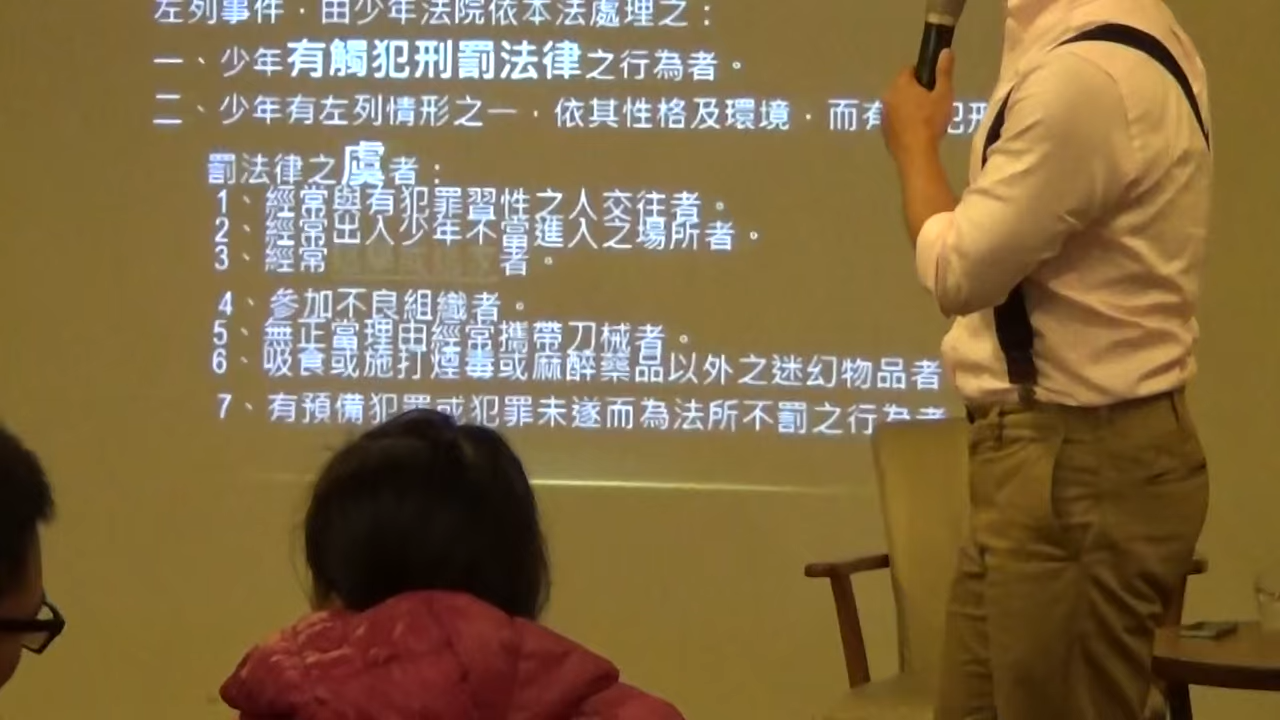 左列事件，由少年法院依本法處理之：
一、少年有觸犯刑罰法律之行為者。
二、少年有左列情形之一，依其性格及環境，而有 犯刑
罰法律之虞者：
1、經常與有犯罪習性之人交往者。
2、經常出入少年不當進入之場所者。
3、經常 者。
4、參加不良組織者。
5、無正當理由經常攜帶刀械者。
6、吸食或施打煙毒或麻醉藥品以外之迷幻物品者
7、有預備犯罪或犯罪未遂而為法所不罰之行為者